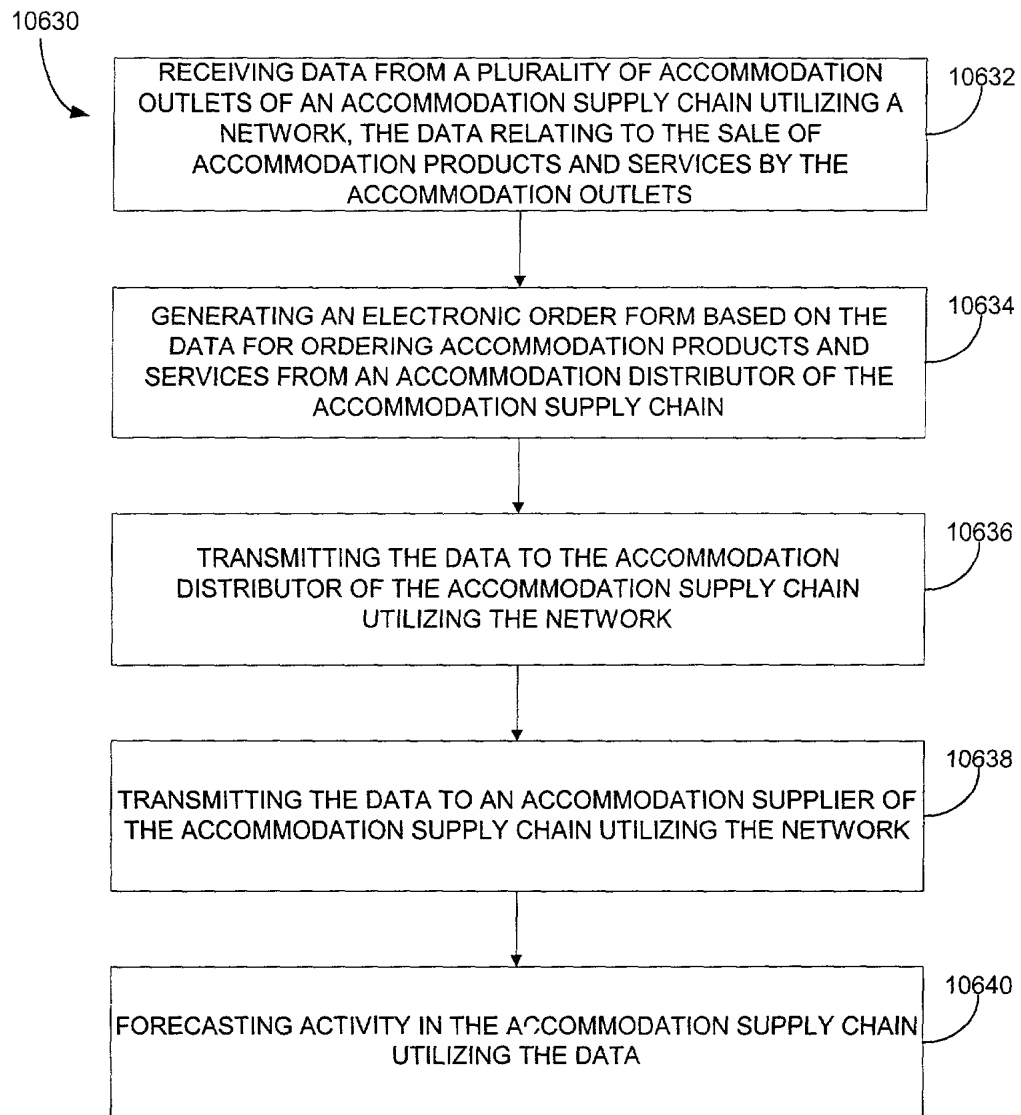 10630
RECEIVING DATA FROM A PLURALITY OF ACCOMMODATION
OUTLETS OF AN ACCOMMODATION SUPPLY CHAIN UTILIZING A
NETWORK, THE DATA RELATING TO THE SALE OF
ACCOMMODATION PRODUCTS AND SERVICES BY THE
ACCOMMODATION OUTLETS
10632
GENERATING AN ELECTRONIC ORDER FORM BASED ON THE
DATA FOR ORDERING ACCOMMODATION PRODUCTS AND
SERVICES FROM AN ACCOMMODATION DISTRIBUTOR OF THE
ACCOMMODATION SUPPLY CHAIN
10634
TRANSMITTING THE DATA TO THE ACCOMMODATION
DISTRIBUTOR OF THE ACCOMMODATION SUPPLY CHAIN
UTILIZING THE NETWORK
10636
TRANSMITTING THE DATA TO AN ACCOMMODATION SUPPLIER OF
THE ACCOMMODATION SUPPLY CHAIN UTILIZING THE NETWORK
10638
FORECASTING ACTIVITY IN THE ACCOMMODATION SUPPLY CHAIN
UTILIZING THE DATA
10640